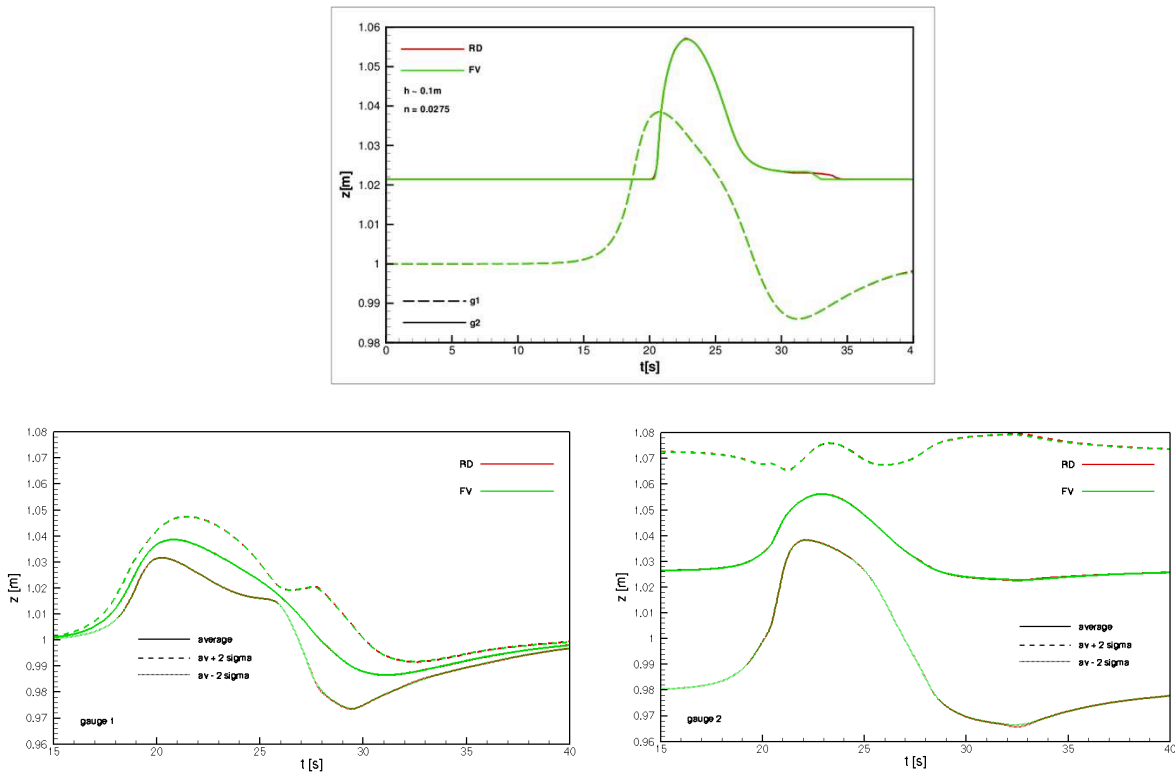 1.06
1.05
1.04
1.03
1.02
1.01
1
0.99
0.98
z[m]
RD
FV
h ~ 0.1m
n = 0.0275
g1
g2
0 5 10 15 20 25 30 35 4
t[s]
1.08
1.07
1.06
1.05
1.04
1.03
1.02
1.01
1
0.99
0.98
0.97
0.96
z [m]
RD
FV
average
av + 2 sigma
av - 2 sigma
gauge 1
15 20 25 30 35 40
t [s]
1.08
1.07
1.06
1.05
1.04
1.03
1.02
1.01
1
0.99
0.98
0.97
0.96
z [m]
RD
FV
average
av + 2 sigma
av - 2 sigma
gauge 2
15 20 25 30 35 40
t [s]